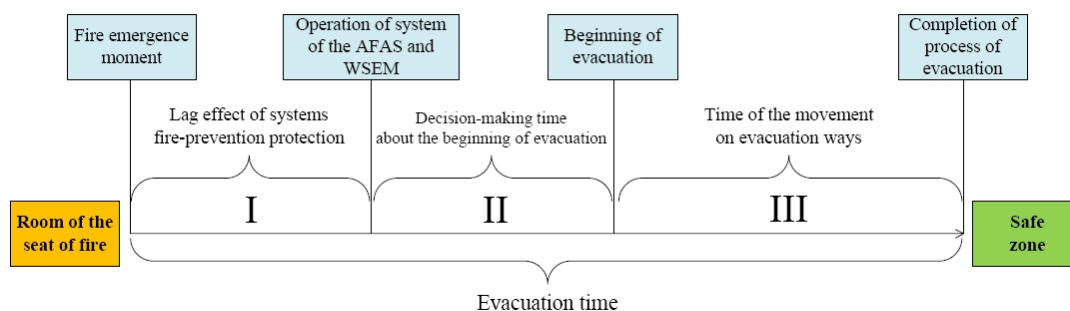 Fire emergence
moment
Operation of system
of the AFAS and
WSEM
Beginning of
evacuation
Completion of
process of
evacuation
Lag effect of systems
fire-prevention protection
Decision-making time
about the beginning of evacuation
Time of the movement
on evacuation ways
I
II
III
Room of the
seat of fire
Safe
zone
Evacuation time